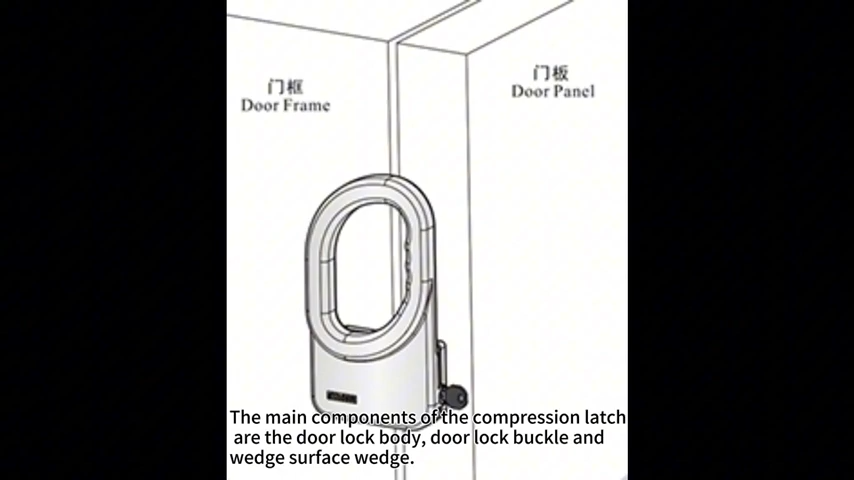 门框
Door Frame
门板
Door Panel
The main components of the compression latch
are the door lock body, door lock buckle and
wedge surface wedge.